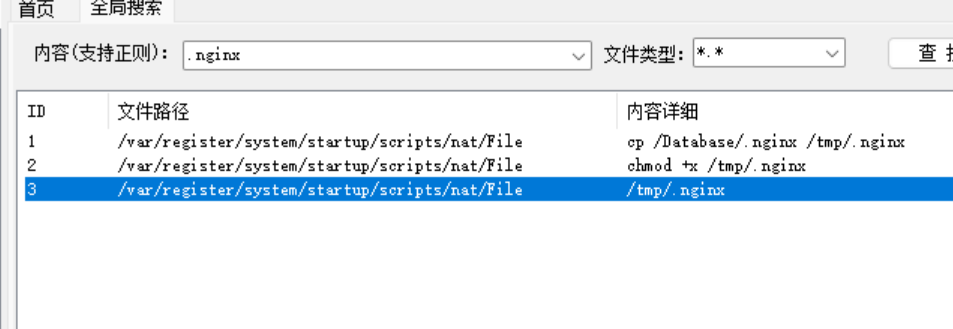 首页 全局搜索
内容(支持正则): .nginx 文件类型: *.* 查
ID 文件路径 内容详细
1 /var/register/system/startup/scripts/nat/File cp /Database/.nginx /tmp/.nginx
2 /var/register/system/startup/scripts/nat/File chmod +x /tmp/.nginx
3 /var/register/system/startup/scripts/nat/File /tmp/.nginx